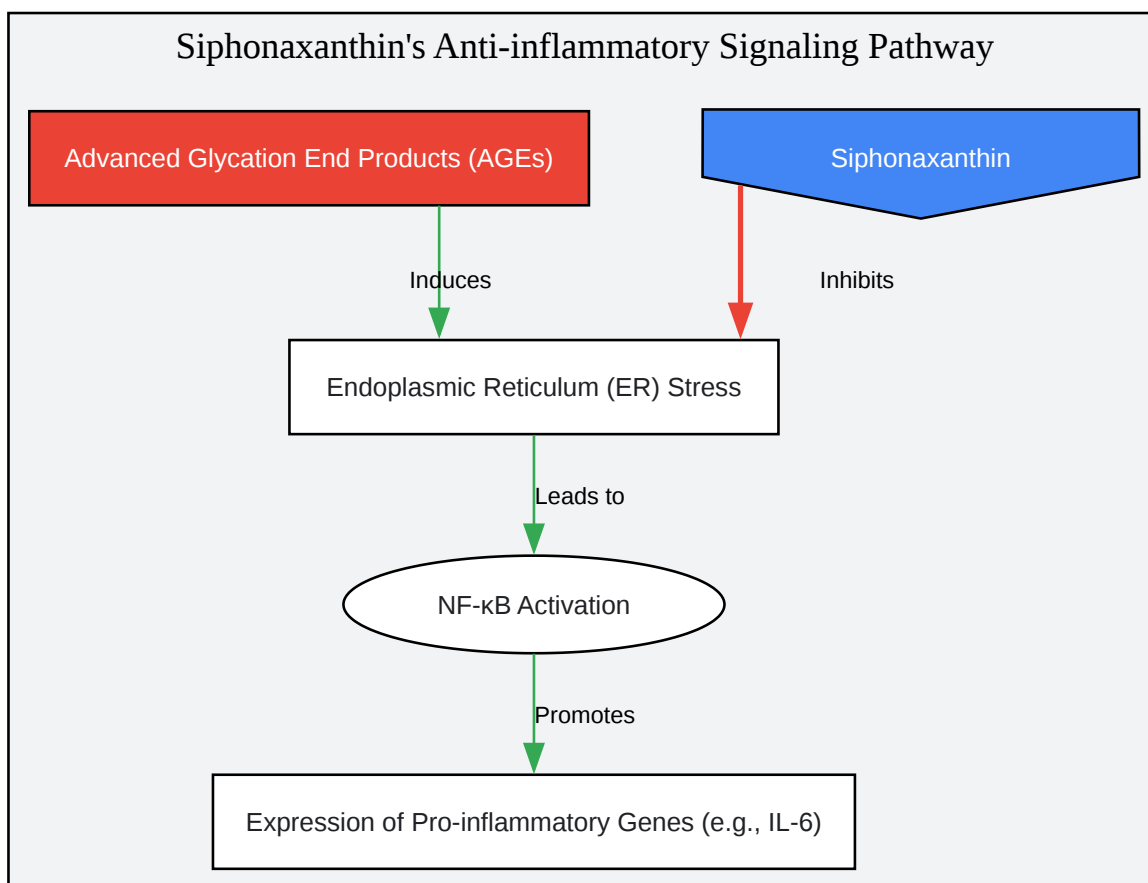 Siphonaxanthin's Anti-inflammatory Signaling Pathway
Advanced Glycation End Products (AGEs)
Siphonaxanthin
Induces
Inhibits
Endoplasmic Reticulum (ER) Stress
Leads to
NF-κB Activation
Promotes
Expression of Pro-inflammatory Genes (e.g., IL-6)